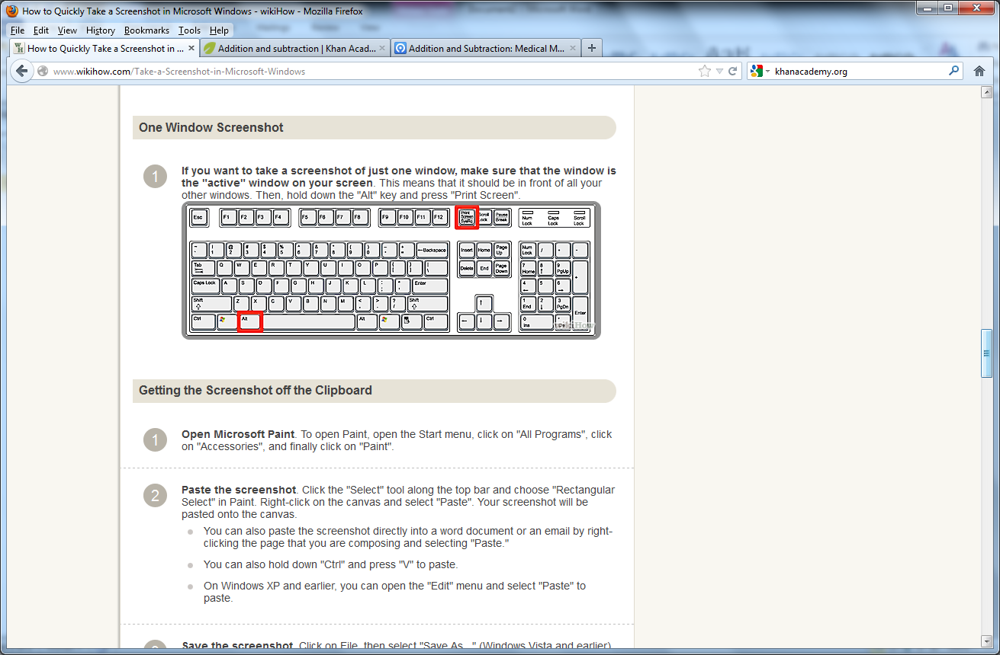 How to Quickly Take a Screenshot in Microsoft Windows - wikiHow - Mozilla Firefox
File Edit View History Bookmarks Tools Help
How to Quickly Take a Screenshot in ... Addition and subtraction | Khan Acad... Addition and Subtraction: Medical M...
www.wikihow.com/Take-a-Screenshot-in-Microsoft-Windows khanacademy.org
One Window Screenshot
1 If you want to take a screenshot of just one window, make sure that the window is
the "active" window on your screen. This means that it should be in front of all your
other windows. Then, hold down the "Alt" key and press "Print Screen".
Esc F1 F2 F3 F4 F5 F6 F7 F8 F9 F10 F11 F12 Print Screen SysRq Scroll Lock Pause Break Num Lock Caps Lock Scroll Lock
1 @ 2 # 3 $ 4 % 5 6 & 7 * 8 ( 9 ) 0 ←Backspace Insert Home Page Up Num Lock /
Tab Q W E R T Y U I O P Delete End Page Down 7 Home 8 9 PgUp
Caps Lock A S D F G H J K L Enter 4 5 6
Shift Z X C V B N M Shift ↑ 1 End 2 3 PgDn
Ctrl Alt Alt Ctrl ← ↓ → 0 Ins Enter
wikiHow
Getting the Screenshot off the Clipboard
1 Open Microsoft Paint. To open Paint, open the Start menu, click on "All Programs", click
on "Accessories", and finally click on "Paint".
2 Paste the screenshot. Click the "Select" tool along the top bar and choose "Rectangular
Select" in Paint. Right-click on the canvas and select "Paste". Your screenshot will be
pasted onto the canvas.
You can also paste the screenshot directly into a word document or an email by right-
clicking the page that you are composing and selecting "Paste."
You can also hold down "Ctrl" and press "V" to paste.
On Windows XP and earlier, you can open the "Edit" menu and select "Paste" to
paste.
Save the screenshot. Click on File, then select "Save As..." (Windows Vista and earlier)